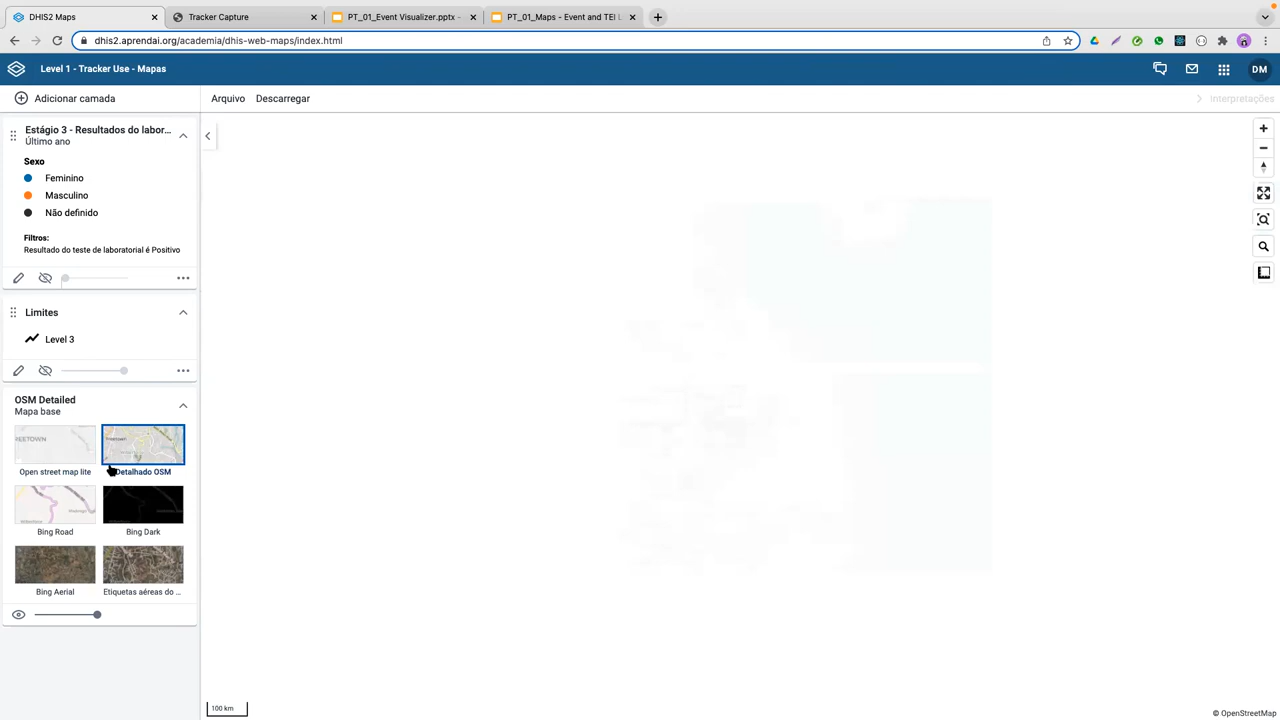 DHIS2 Maps
Tracker Capture
PT_01_Event Visualizer.pptx -
PT_01_Maps - Event and TEI L
dhis2.aprendai.org/academia/dhis-web-maps/index.html
Level 1 - Tracker Use - Mapas
DM
Adicionar camada
Arquivo
Descarregar
Interpretações
Estágio 3 - Resultados do labor...
Último ano
Sexo
Feminino
Masculino
Não definido
Filtros:
Resultado do teste de laboratorial é Positivo
Limites
Level 3
OSM Detailed
Mapa base
Open street map lite
Detalhado OSM
Bing Road
Bing Dark
Bing Aerial
Etiquetas aéreas do ...
100 km
© OpenStreetMap